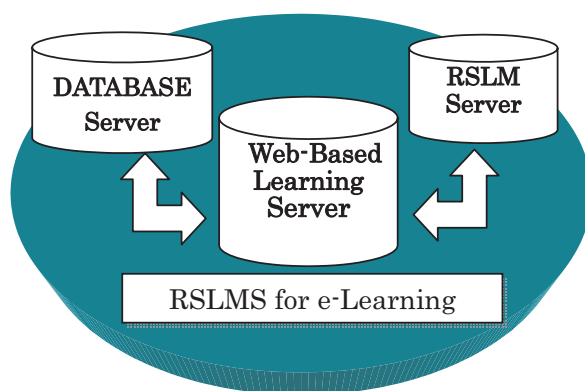 DATABASE
Server
RSLM
Server
Web-Based
Learning
Server
RSLMS for e-Learning